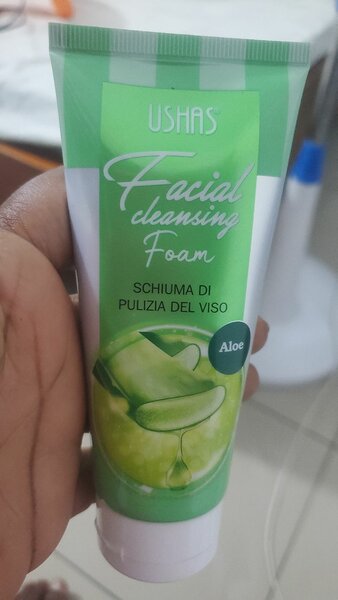 USHAS
Facial
cleansing
Foam
SCHIUMA DI
PULIZIA DEL VISO
Aloe